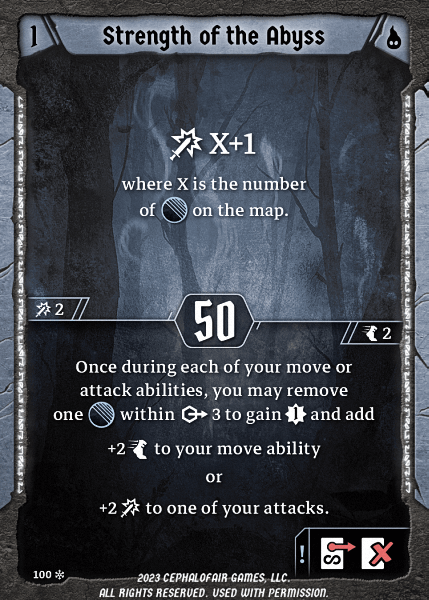 1
Strength of the Abyss
X+1
where X is the number
of on the map.
2
50
2
Once during each of your move or
attack abilities, you may remove
one within 3 to gain 1 and add
+2 to your move ability
or
+2 to one of your attacks.
!
100
2023 CEPHALOFAIR GAMES, LLC.
ALL RIGHTS RESERVED. USED WITH PERMISSION.